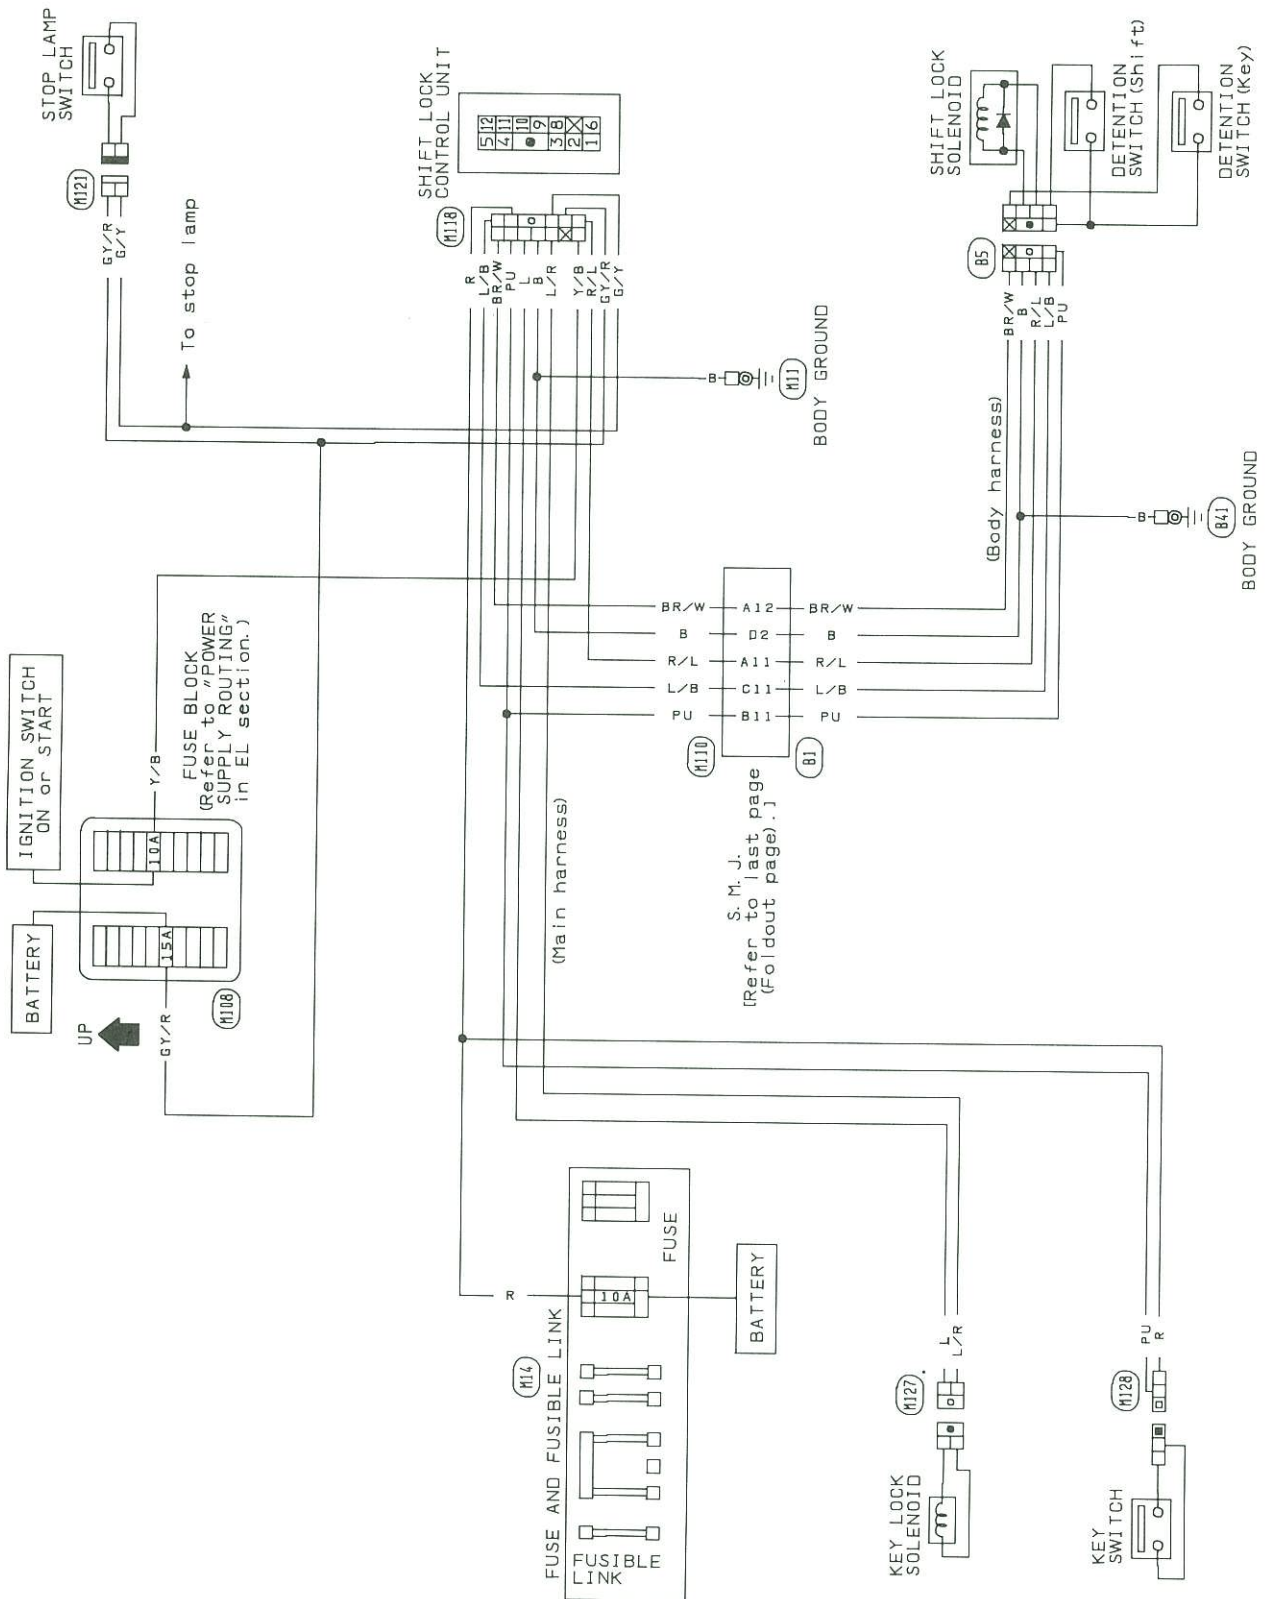 STOP LAMP
SWITCH
M121
GY/R
G/Y
To stop lamp
SHIFT LOCK
CONTROL UNIT
5 12
4 11
10
9
3 8
2
1 6
M118
R
L/B
BR/W
PU
L
B
L/R
Y/B
R/L
GY/R
G/Y
B
M11
BODY GROUND
SHIFT LOCK
SOLENOID
DETENTION
SWITCH (Shift)
DETENTION
SWITCH (Key)
B5
BR/W
B
R/L
L/B
PU
(Body harness)
B
B41
BODY GROUND
IGNITION SWITCH
ON or START
BATTERY
10A
15A
Y/B
FUSE BLOCK
(Refer to "POWER
SUPPLY ROUTING"
in EL section.)
M108
UP
GY/R
BR/W A12 BR/W
B D2 B
R/L A11 R/L
L/B C11 L/B
PU B11 PU
M110
B1
S. M. J.
[Refer to last page
(Foldout page).]
(Main harness)
R
10A
FUSE
BATTERY
M14
FUSE AND FUSIBLE LINK
FUSIBLE
LINK
L
L/R
M127
KEY LOCK
SOLENOID
PU
R
M128
KEY
SWITCH